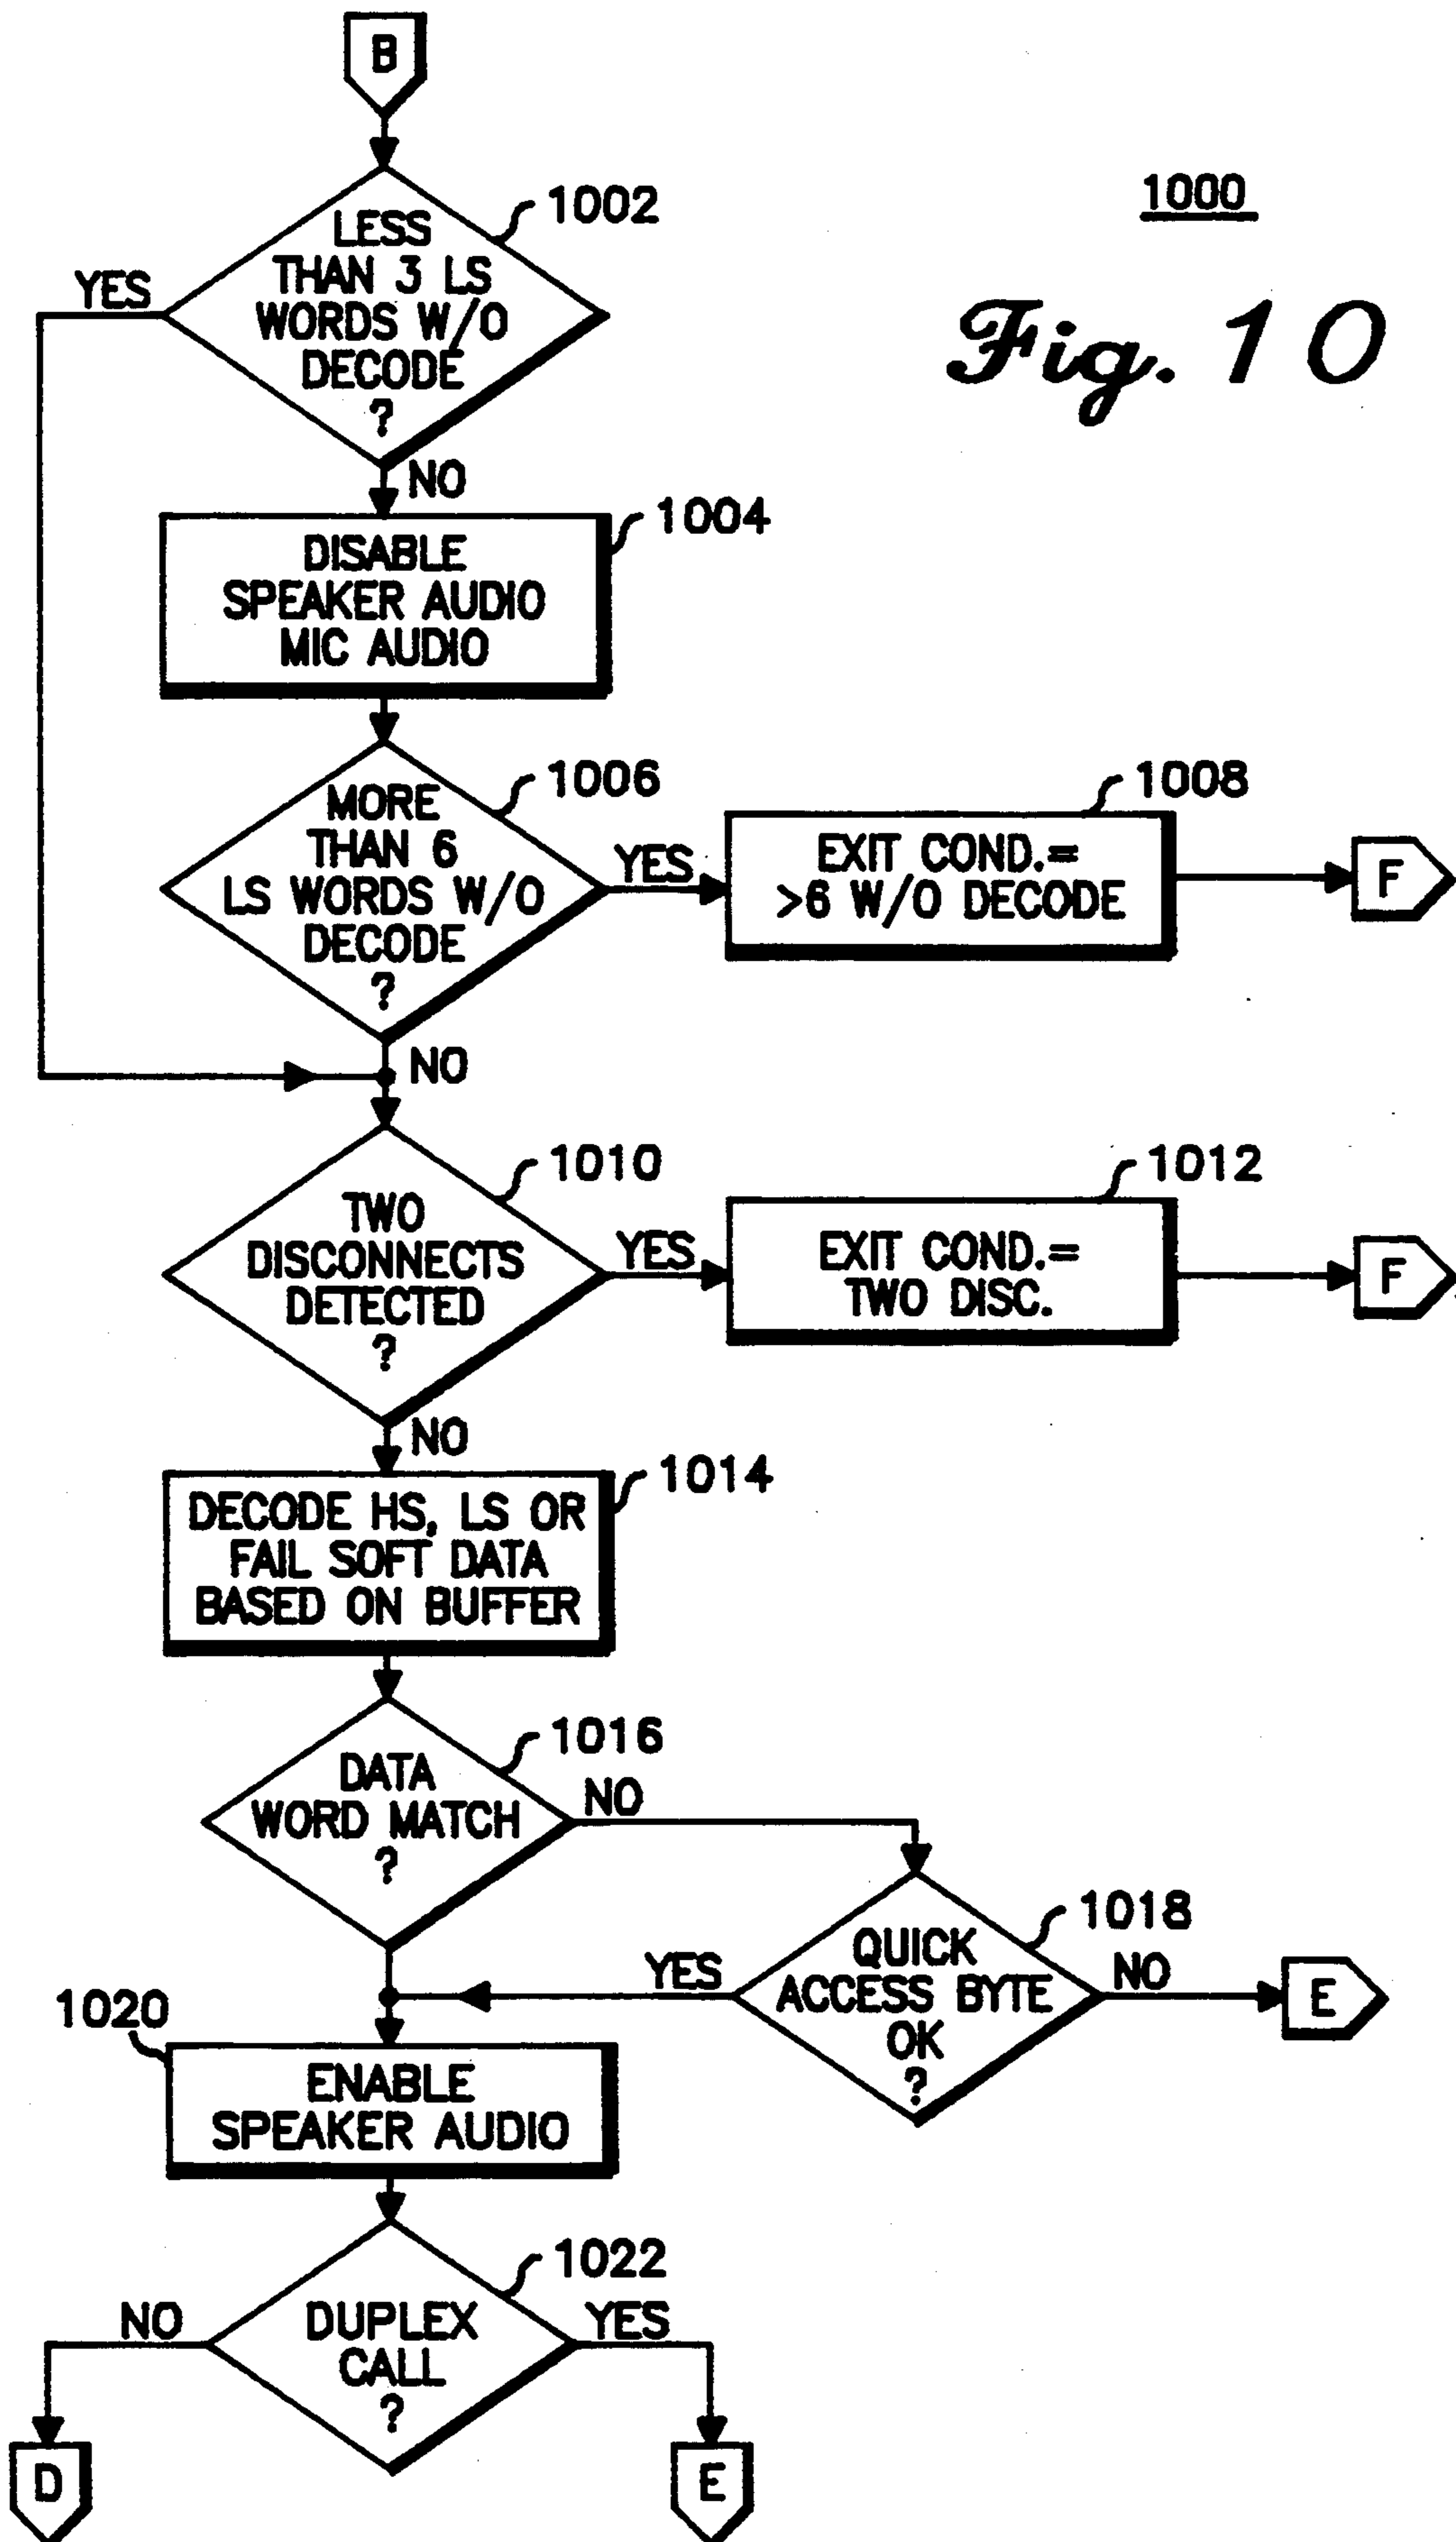 B
1000
Fig. 10
1002
LESS
THAN 3 LS
WORDS W/O
DECODE
?
YES
NO
1004
DISABLE
SPEAKER AUDIO
MIC AUDIO
1006
MORE
THAN 6
LS WORDS W/O
DECODE
?
YES
NO
1008
EXIT COND.=
>6 W/O DECODE
F
1010
TWO
DISCONNECTS
DETECTED
?
YES
NO
1012
EXIT COND.=
TWO DISC.
F
1014
DECODE HS, LS OR
FAIL SOFT DATA
BASED ON BUFFER
1016
DATA
WORD MATCH
?
NO
1018
QUICK
ACCESS BYTE
OK
?
YES
NO
E
1020
ENABLE
SPEAKER AUDIO
1022
DUPLEX
CALL
?
NO
YES
D
E